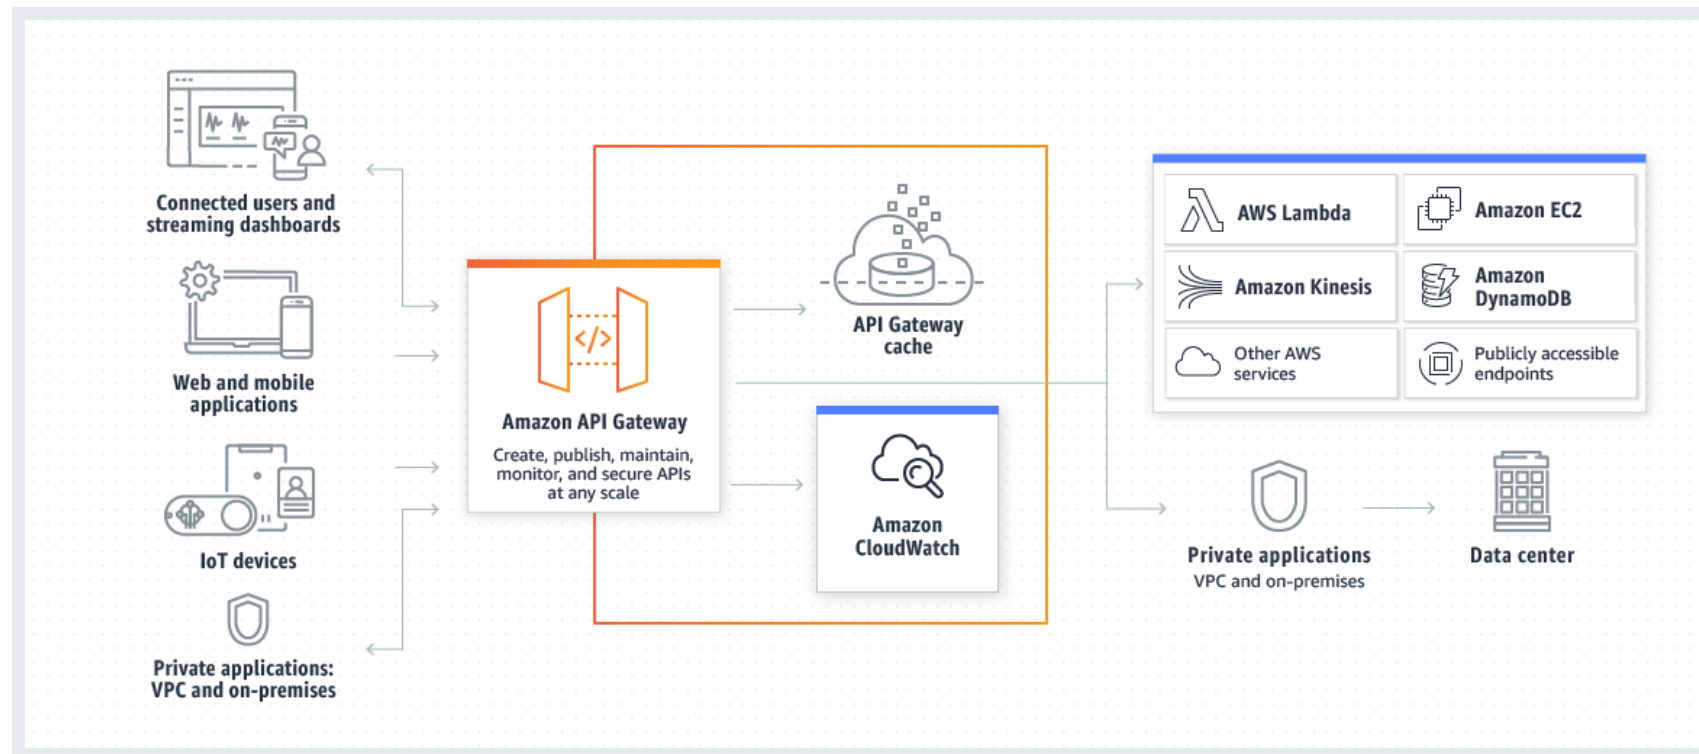 Connected users and
streaming dashboards
Web and mobile
applications
IoT devices
Private applications:
VPC and on-premises
</>
Amazon API Gateway
Create, publish, maintain,
monitor, and secure APIs
at any scale
API Gateway
cache
Amazon
CloudWatch
AWS Lambda
Amazon EC2
Amazon Kinesis
Amazon
DynamoDB
Other AWS
services
Publicly accessible
endpoints
Private applications
VPC and on-premises
Data center